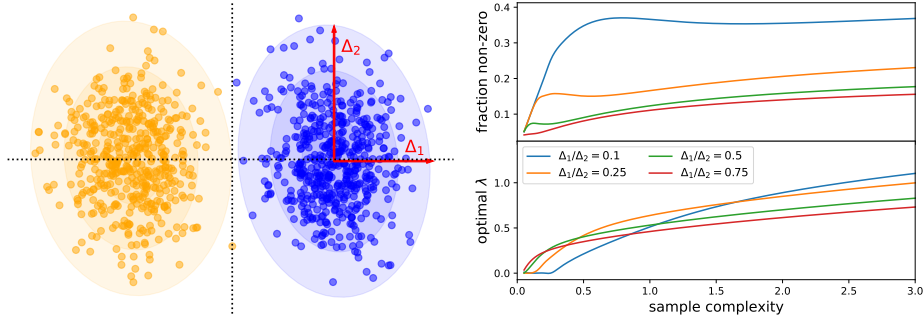 Δ₂
Δ₁
fraction non-zero
0.4
0.3
0.2
0.1
optimal λ
1.0
0.5
0.0
Δ₁/Δ₂ = 0.1
Δ₁/Δ₂ = 0.25
Δ₁/Δ₂ = 0.5
Δ₁/Δ₂ = 0.75
0.0 0.5 1.0 1.5 2.0 2.5 3.0
sample complexity